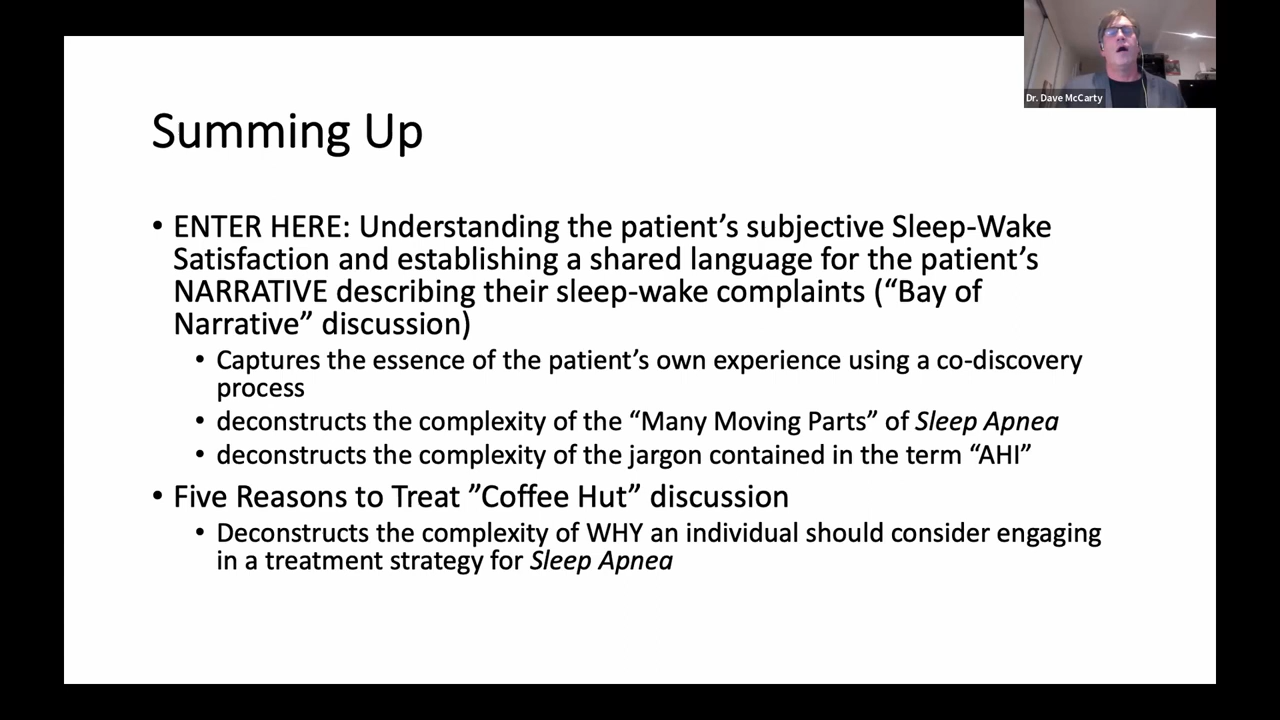 Dr. Dave McCarty
Summing Up
• ENTER HERE: Understanding the patient’s subjective Sleep-Wake
Satisfaction and establishing a shared language for the patient’s
NARRATIVE describing their sleep-wake complaints (“Bay of
Narrative” discussion)
• Captures the essence of the patient’s own experience using a co-discovery
process
• deconstructs the complexity of the “Many Moving Parts” of Sleep Apnea
• deconstructs the complexity of the jargon contained in the term “AHI”
• Five Reasons to Treat ”Coffee Hut” discussion
• Deconstructs the complexity of WHY an individual should consider engaging
in a treatment strategy for Sleep Apnea